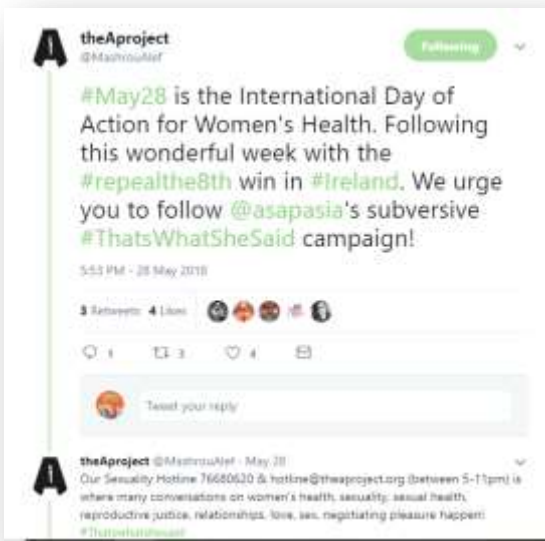 theAproject
@MashrouAlef
Following
#May28 is the International Day of
Action for Women's Health. Following
this wonderful week with the
#repealthe8th win in #Ireland. We urge
you to follow @asapasia's subversive
#ThatsWhatSheSaid campaign!
5:53 PM - 28 May 2018
3 Retweets 4 Likes
1 3 4
Tweet your reply
theAproject @MashrouAlef · May 28
Our Sexuality Hotline 76680620 & hotline@theaproject.org (between 5-11pm) is
where many conversations on women's health, sexuality, sexual health,
reproductive justice, relationships, love, sex, negotiating pleasure happen!
#Thatswhatshesaid